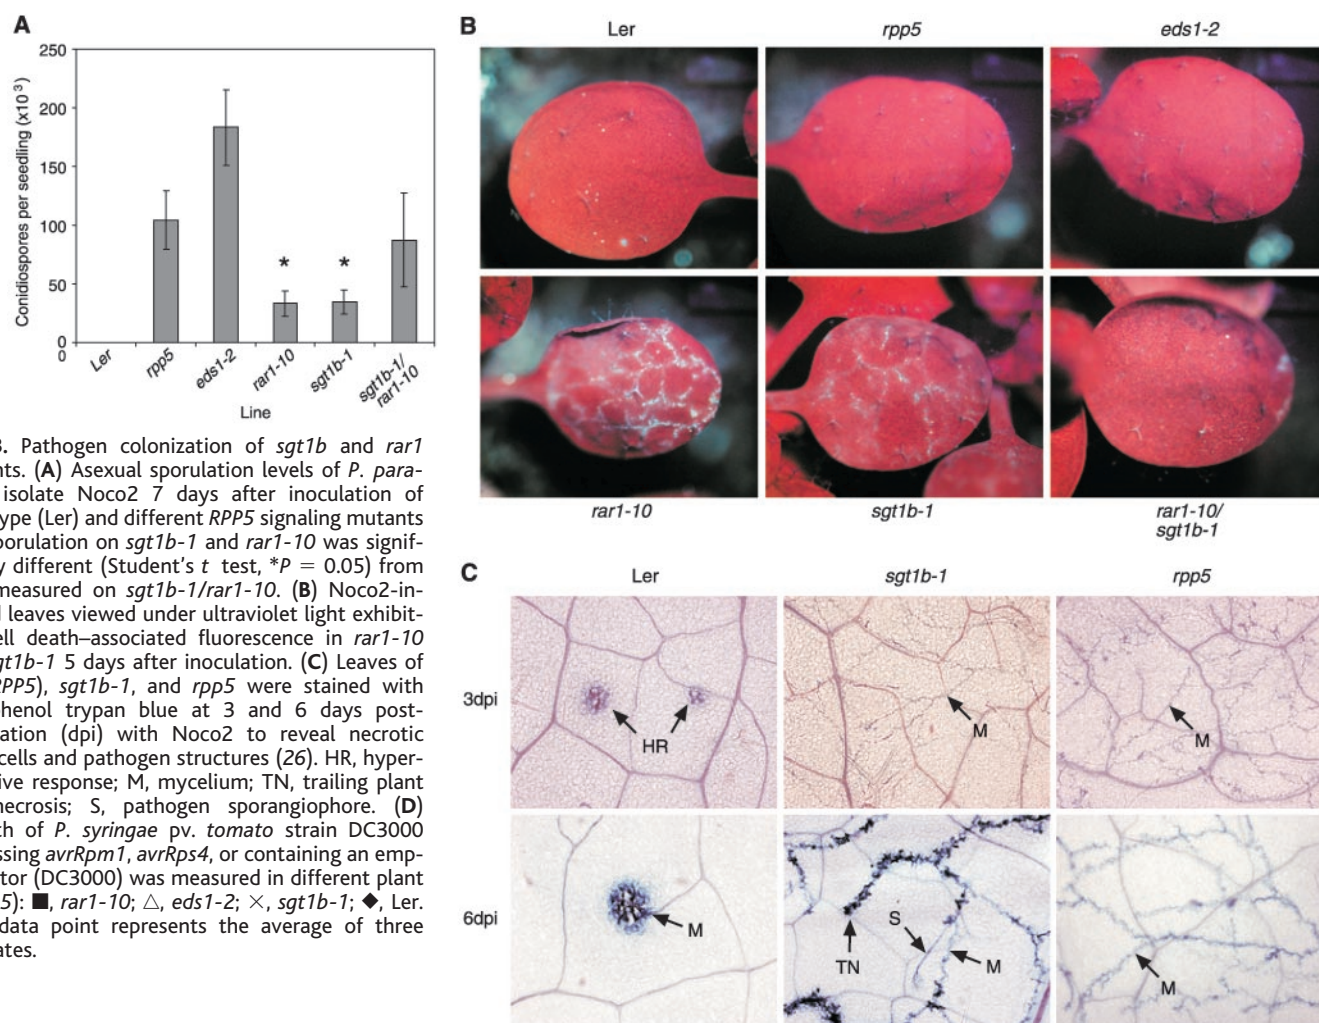 A
250
200
150
100
50
0
0
Conidiospores per seedling (x10³)
*
*
Ler
rpp5
eds1-2
rar1-10
sgt1b-1
sgt1b-1/
rar1-10
Line
3. Pathogen colonization of sgt1b and rar1
nts. (A) Asexual sporulation levels of P. para-
isolate Noco2 7 days after inoculation of
type (Ler) and different RPP5 signaling mutants
porulation on sgt1b-1 and rar1-10 was signif-
y different (Student's t test, *P = 0.05) from
measured on sgt1b-1/rar1-10. (B) Noco2-in-
d leaves viewed under ultraviolet light exhibit-
ell death–associated fluorescence in rar1-10
gt1b-1 5 days after inoculation. (C) Leaves of
RPP5), sgt1b-1, and rpp5 were stained with
phenol trypan blue at 3 and 6 days post-
lation (dpi) with Noco2 to reveal necrotic
cells and pathogen structures (26). HR, hyper-
ive response; M, mycelium; TN, trailing plant
necrosis; S, pathogen sporangiophore. (D)
th of P. syringae pv. tomato strain DC3000
ssing avrRpm1, avrRps4, or containing an emp-
tor (DC3000) was measured in different plant
5): ■, rar1-10; △, eds1-2; ×, sgt1b-1; ◆, Ler.
data point represents the average of three
ates.
B
Ler
rpp5
eds1-2
rar1-10
sgt1b-1
rar1-10/
sgt1b-1
C
Ler
sgt1b-1
rpp5
3dpi
HR
M
M
6dpi
M
TN
S
M
M